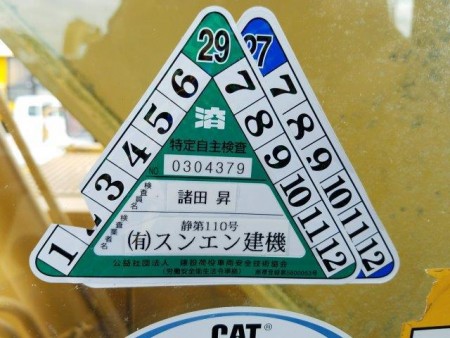 29
27
1
3
4
5
6
7
8
9
10
11
12
7
8
9
10
11
12
済
特定自主検査
NO 0304379
検査員名 諸田 昇
検査業者名 静第110号
(有)スンエン建機
公益社団法人 建設荷役車両安全技術協会
CAT®